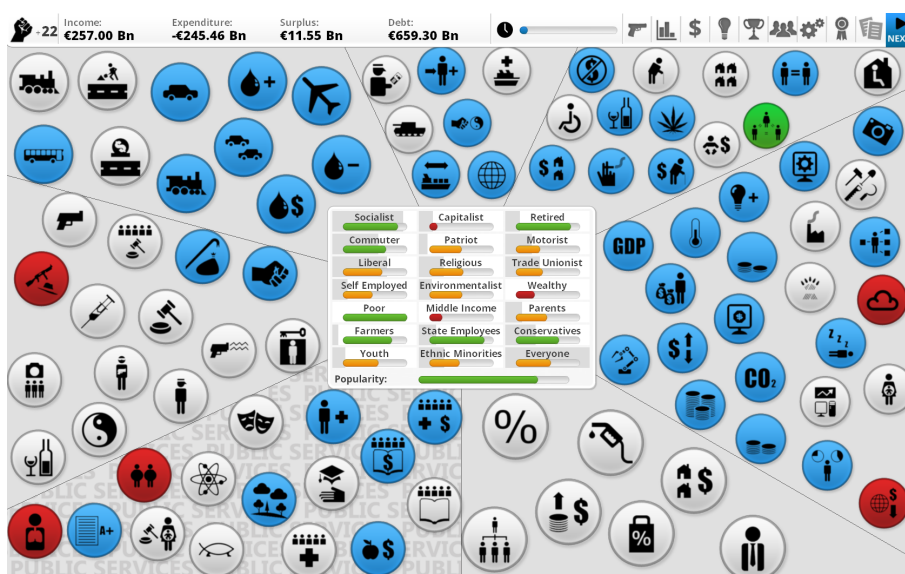 +22
Income: Expenditure: Surplus: Debt:
€257.00 Bn -€245.46 Bn €11.55 Bn €659.30 Bn
$
NEX
+
-
$
=
$
$
$
+
GDP
$
CO₂
Z z z
$
Socialist Capitalist Retired
Commuter Patriot Motorist
Liberal Religious Trade Unionist
Self Employed Environmentalist Wealthy
Poor Middle Income Parents
Farmers State Employees Conservatives
Youth Ethnic Minorities Everyone
Popularity:
+
+ $
$
A+
+
$
%
$
$
%
PUBLIC SERVICES PUBLIC SERVICES